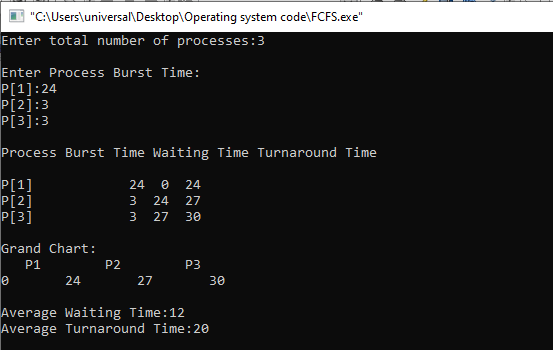 "C:\Users\universal\Desktop\Operating system code\FCFS.exe"
Enter total number of processes:3
Enter Process Burst Time:
P[1]:24
P[2]:3
P[3]:3
Process Burst Time Waiting Time Turnaround Time
P[1] 24 0 24
P[2] 3 24 27
P[3] 3 27 30
Grand Chart:
P1 P2 P3
0 24 27 30
Average Waiting Time:12
Average Turnaround Time:20